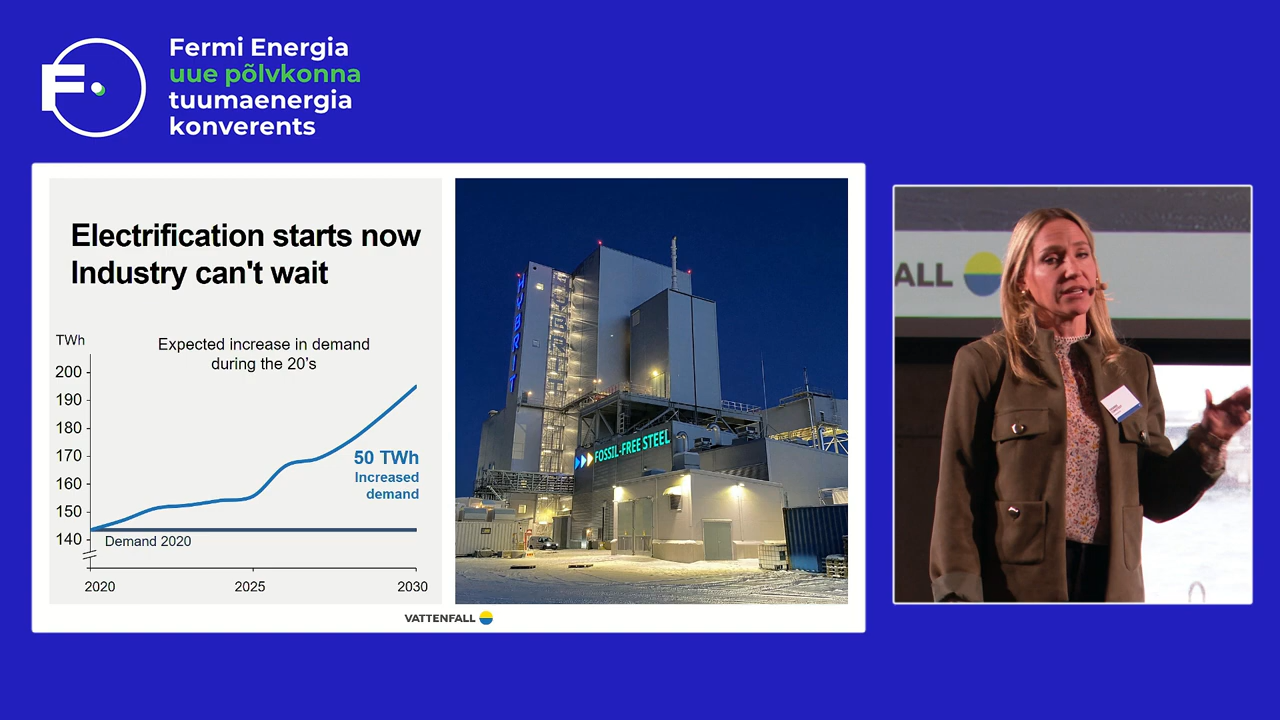 Fermi Energia
uue põlvkonna
tuumaenergia
konverents
Electrification starts now
Industry can't wait
TWh
Expected increase in demand
during the 20's
200
190
180
170
160
150
140
50 TWh
Increased
demand
Demand 2020
2020
2025
2030
HYBRIT
FOSSIL-FREE STEEL
VATTENFALL
FALL